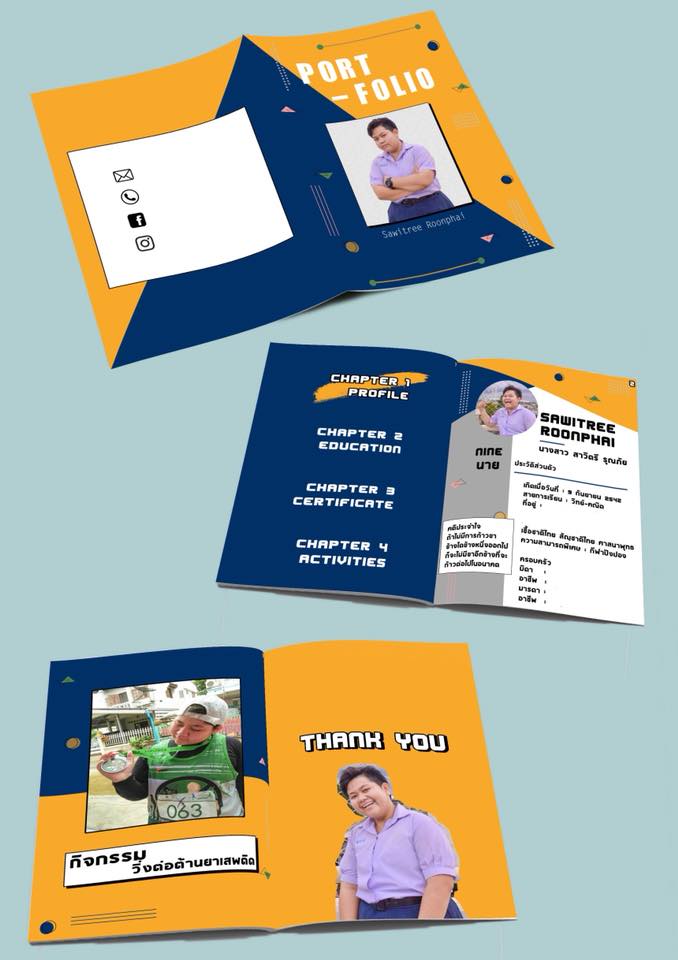 PORT
– FOLIO
Sawitree Roonphai
CHAPTER 1
PROFILE
CHAPTER 2
EDUCATION
CHAPTER 3
CERTIFICATE
CHAPTER 4
ACTIVITIES
2
SAWITREE
ROONPHAI
นางสาว สาวิตรี รุณภัย
NINE
นาย
ประวัติส่วนตัว
เกิดเมื่อวันที่ : 9 กันยายน 2542
สายการเรียน : วิทย์-คณิต
ที่อยู่ :
เชื้อชาติไทย สัญชาติไทย ศาสนาพุทธ
ความสามารถพิเศษ : กีฬาปิงปอง
ครอบครัว
บิดา :
อาชีพ :
มารดา :
อาชีพ :
คติประจำใจ
ถ้าไม่มีการก้าวขา
ข้างใดข้างหนึ่งออกไป
ก็จะไม่มีขาอีกข้างที่จะ
ก้าวต่อไปในอนาคต
063
กิจกรรม
วิ่งต่อต้านยาเสพติด
THANK YOU